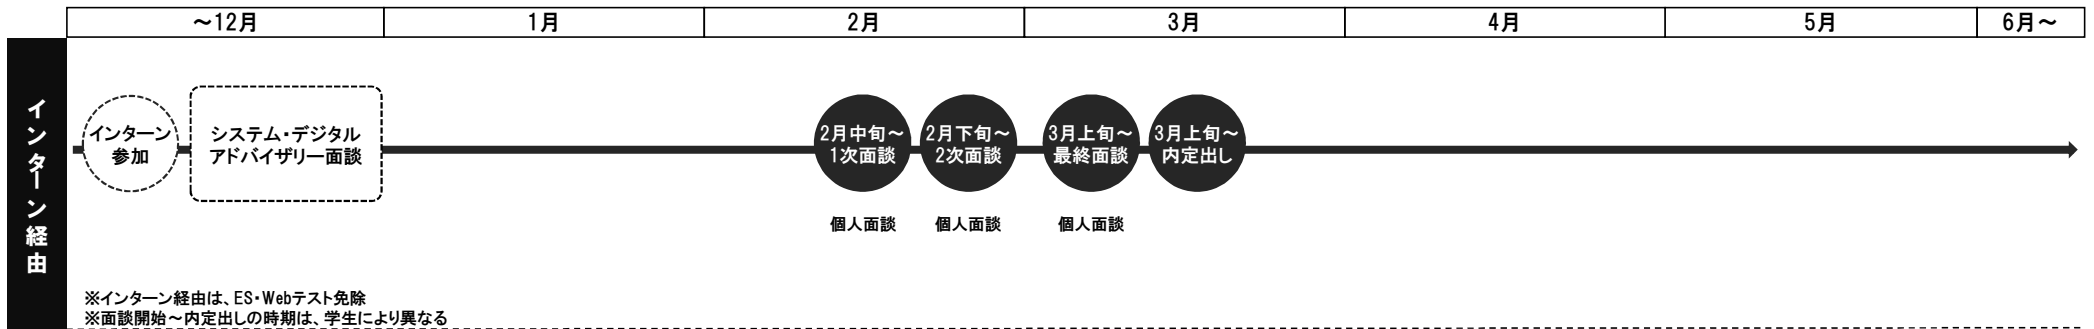 ～12月
1月
2月
3月
4月
5月
6月～
インターン経由
インターン
参加
システム・デジタル
アドバイザリー面談
2月中旬～
1次面談
2月下旬～
2次面談
3月上旬～
最終面談
3月上旬～
内定出し
個人面談
個人面談
個人面談
※インターン経由は、ES・Webテスト免除
※面談開始～内定出しの時期は、学生により異なる